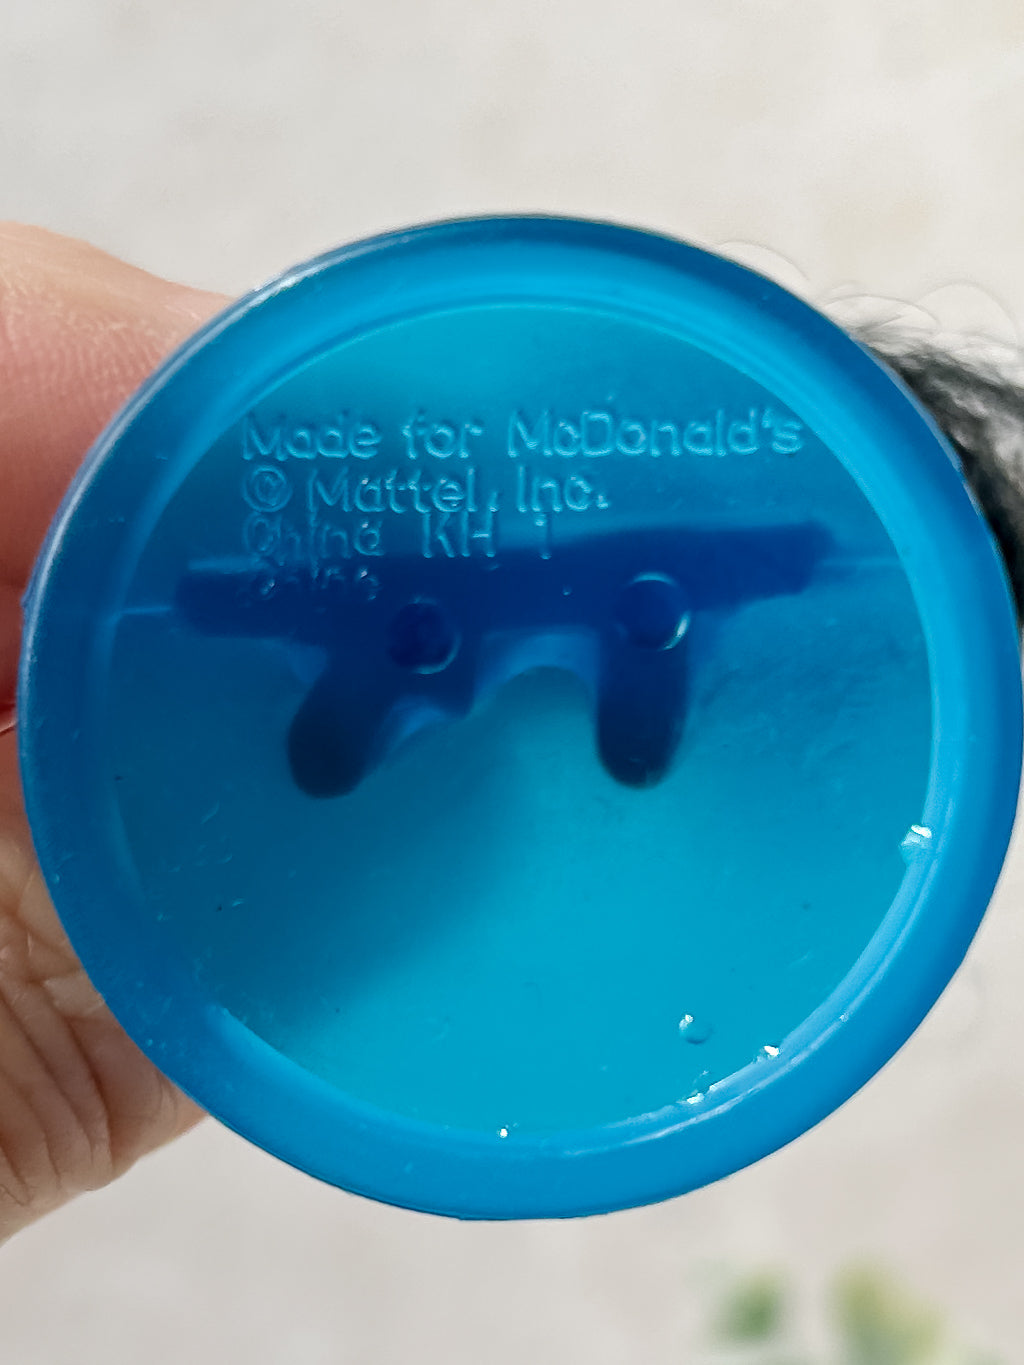 Made for McDonald's
© Mattel, Inc.
China KH 1